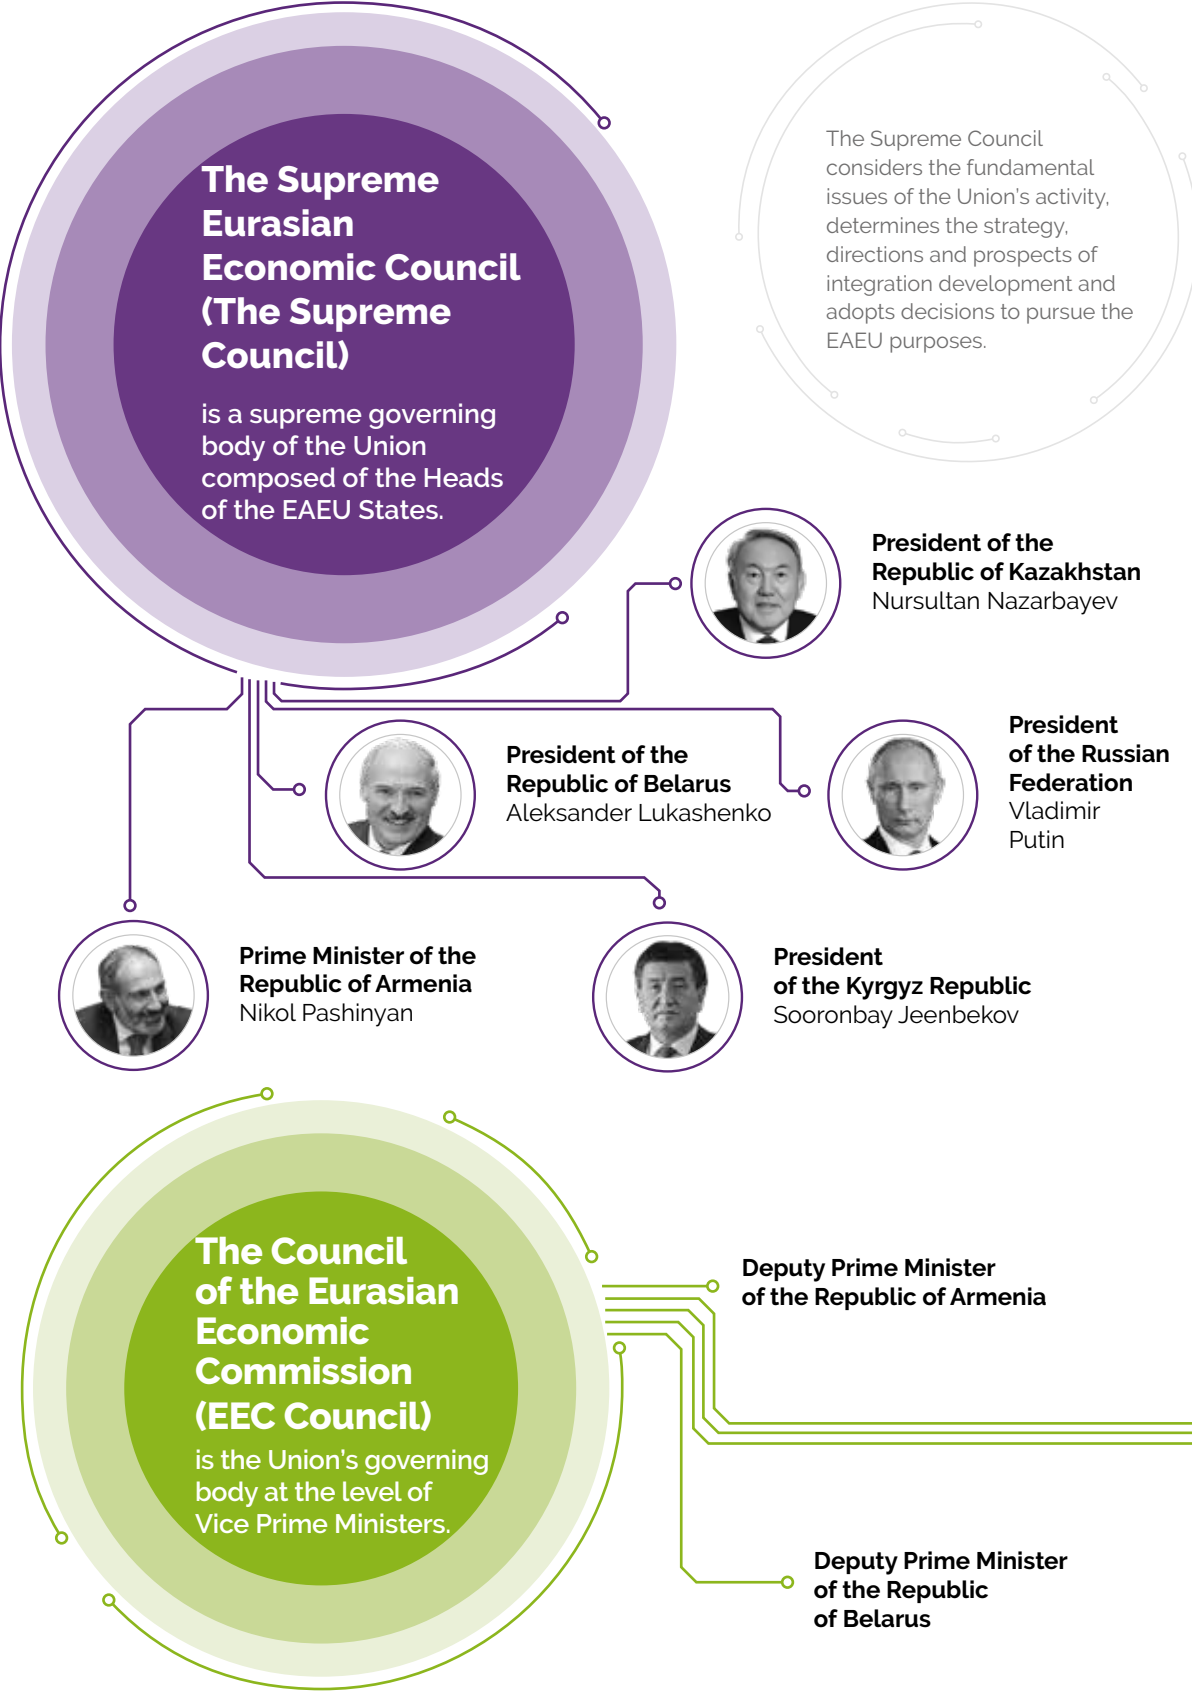 The Supreme
Eurasian
Economic Council
(The Supreme
Council)
is a supreme governing
body of the Union
composed of the Heads
of the EAEU States.
The Supreme Council
considers the fundamental
issues of the Union's activity,
determines the strategy,
directions and prospects of
integration development and
adopts decisions to pursue the
EAEU purposes.
President of the
Republic of Kazakhstan
Nursultan Nazarbayev
President of the
Republic of Belarus
Aleksander Lukashenko
President
of the Russian
Federation
Vladimir
Putin
Prime Minister of the
Republic of Armenia
Nikol Pashinyan
President
of the Kyrgyz Republic
Sooronbay Jeenbekov
The Council
of the Eurasian
Economic
Commission
(EEC Council)
is the Union's governing
body at the level of
Vice Prime Ministers.
Deputy Prime Minister
of the Republic of Armenia
Deputy Prime Minister
of the Republic
of Belarus